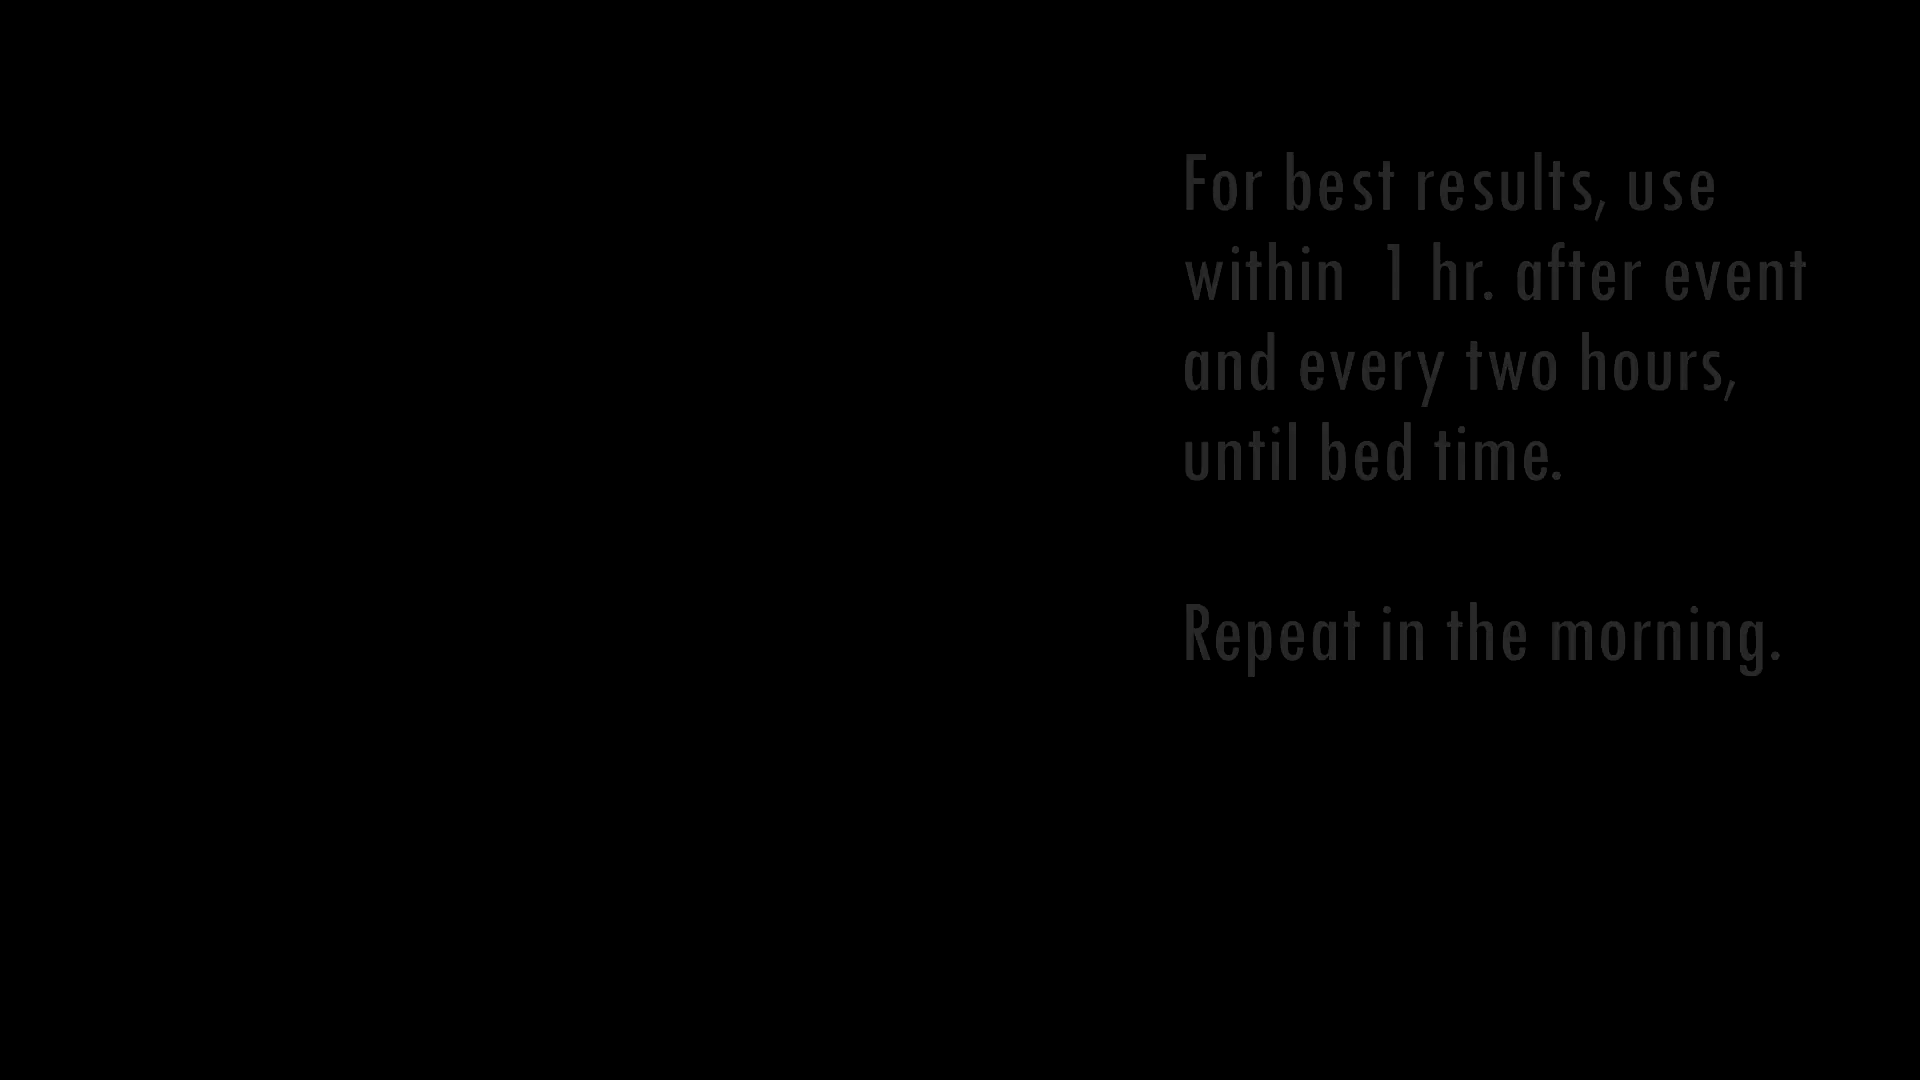 For best results, use
within  1 hr. after event
and every two hours,
until bed time.
Repeat in the morning.